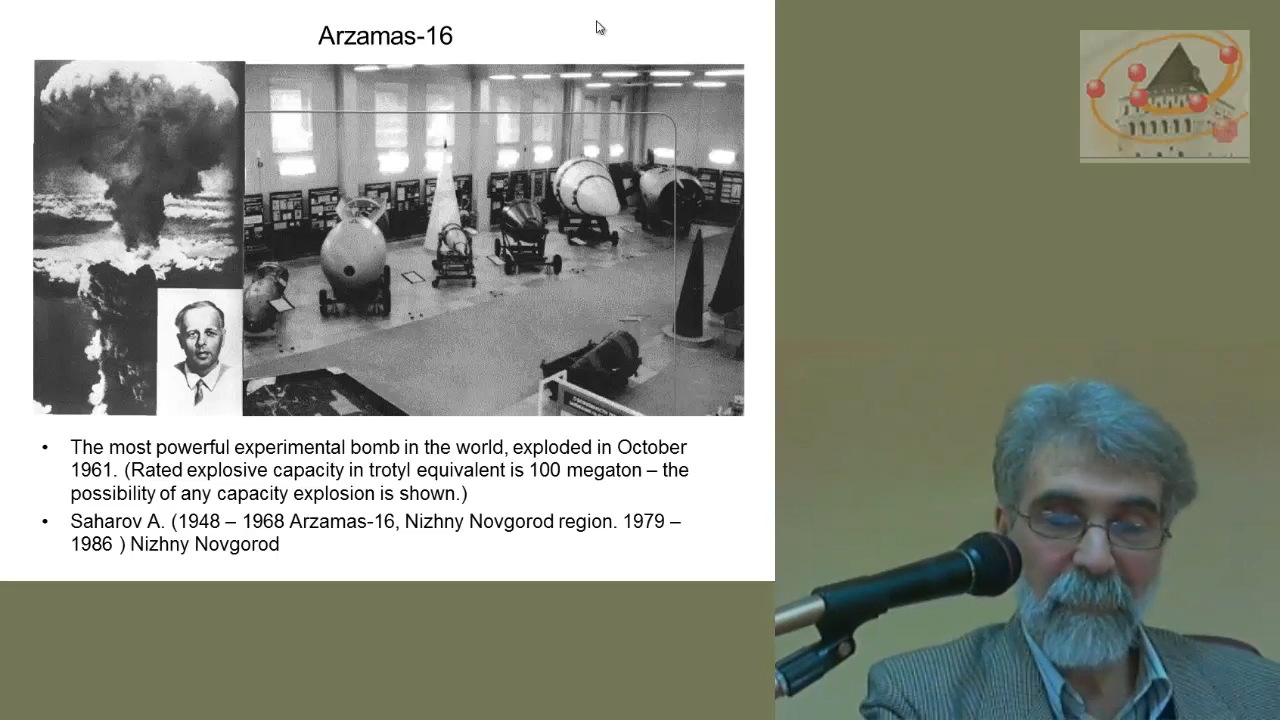 Arzamas-16
• The most powerful experimental bomb in the world, exploded in October
1961. (Rated explosive capacity in trotyl equivalent is 100 megaton – the
possibility of any capacity explosion is shown.)
• Saharov A. (1948 – 1968 Arzamas-16, Nizhny Novgorod region. 1979 –
1986 ) Nizhny Novgorod